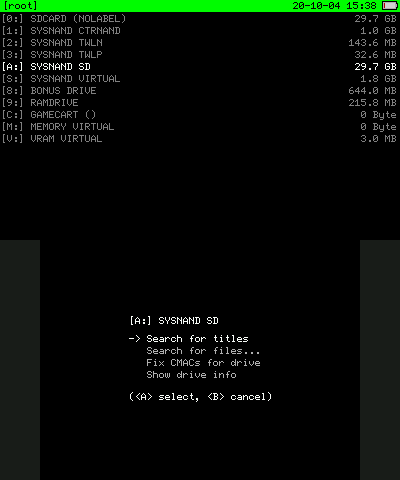 [root] 20-10-04 15:38
[0:] SDCARD (NOLABEL) 29.7 GB
[1:] SYSNAND CTRNAND 1.0 GB
[2:] SYSNAND TWLN 143.6 MB
[3:] SYSNAND TWLP 32.6 MB
[A:] SYSNAND SD 29.7 GB
[S:] SYSNAND VIRTUAL 1.8 GB
[8:] BONUS DRIVE 644.0 MB
[9:] RAMDRIVE 215.8 MB
[C:] GAMECART () 0 Byte
[M:] MEMORY VIRTUAL 0 Byte
[V:] VRAM VIRTUAL 3.0 MB
[A:] SYSNAND SD
-> Search for titles
Search for files...
Fix CMACs for drive
Show drive info
(<A> select, <B> cancel)